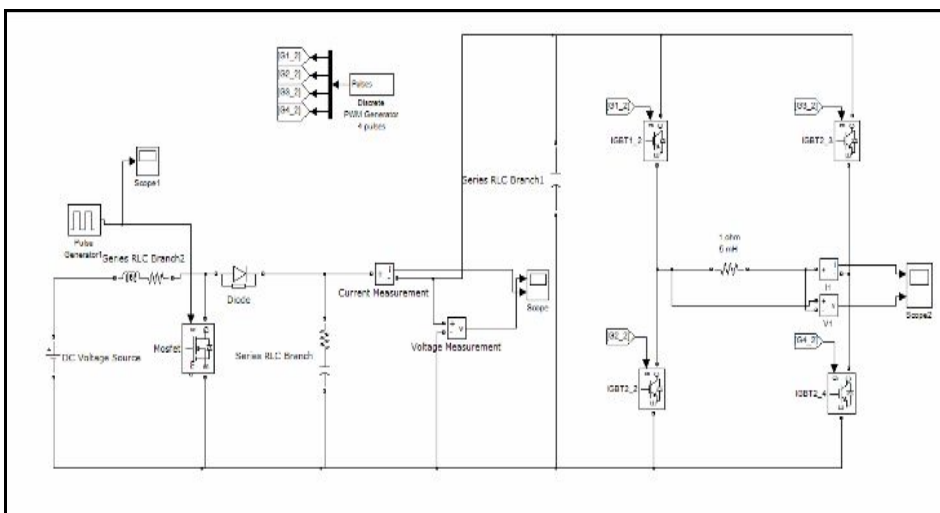 [G1_2]
[G2_2]
[G3_2]
[G4_2]
Pulses
Discrete
PWM Generator
4 pulses
Scope1
Pulse
Generator1
Series RLC Branch2
Diode
DC Voltage Source
Mosfet
Series RLC Branch
Current Measurement
Voltage Measurement
Scope
Series RLC Branch1
[G1_2]
IGBT1_2
[G3_2]
IGBT2_3
1 ohm
6 mH
V1
Scope2
[G2_2]
IGBT2_2
[G4_2]
IGBT2_4